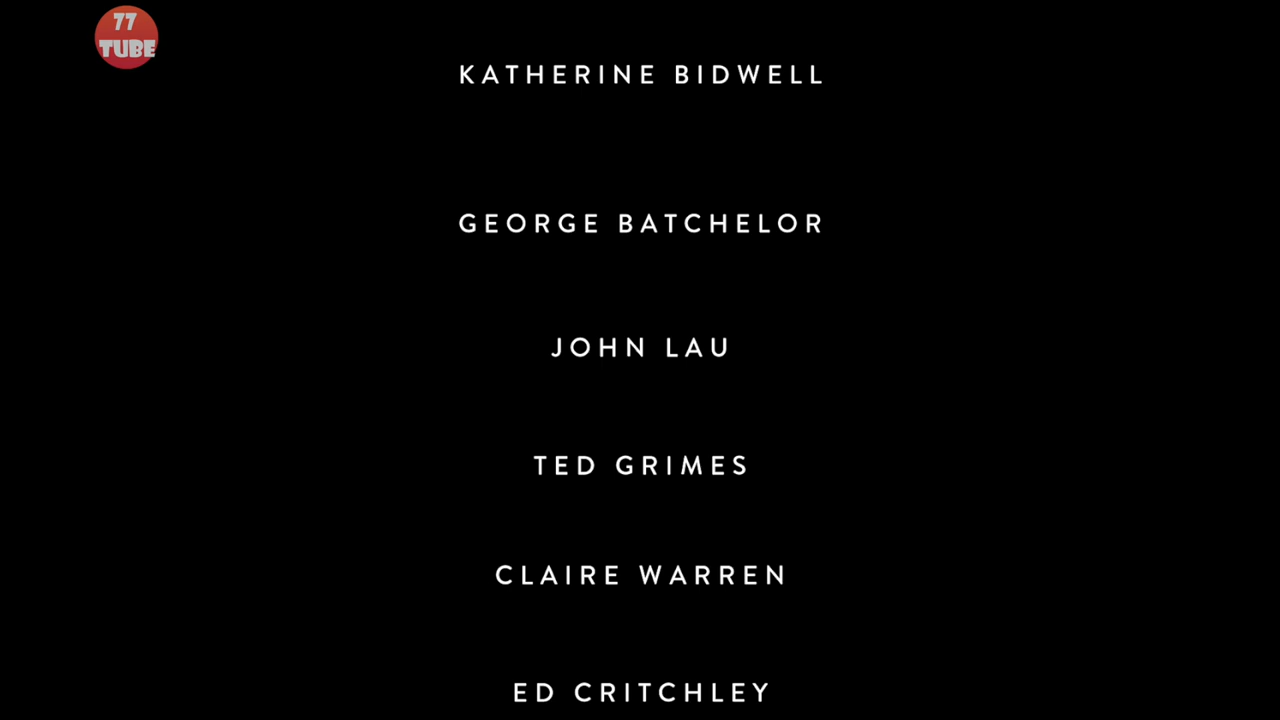 77
TUBE
KATHERINE BIDWELL
GEORGE BATCHELOR
JOHN LAU
TED GRIMES
CLAIRE WARREN
ED CRITCHLEY